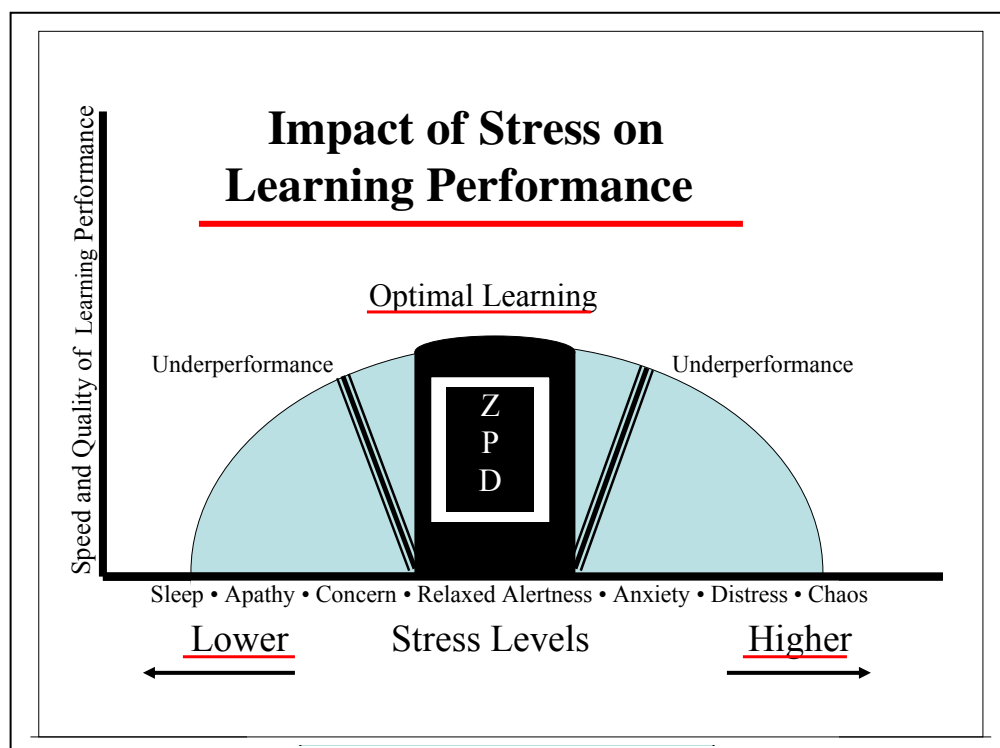 Impact of Stress on
Learning Performance
Speed and Quality of Learning Performance
Optimal Learning
Underperformance
Underperformance
Z
P
D
Sleep • Apathy • Concern • Relaxed Alertness • Anxiety • Distress • Chaos
Lower
Stress Levels
Higher